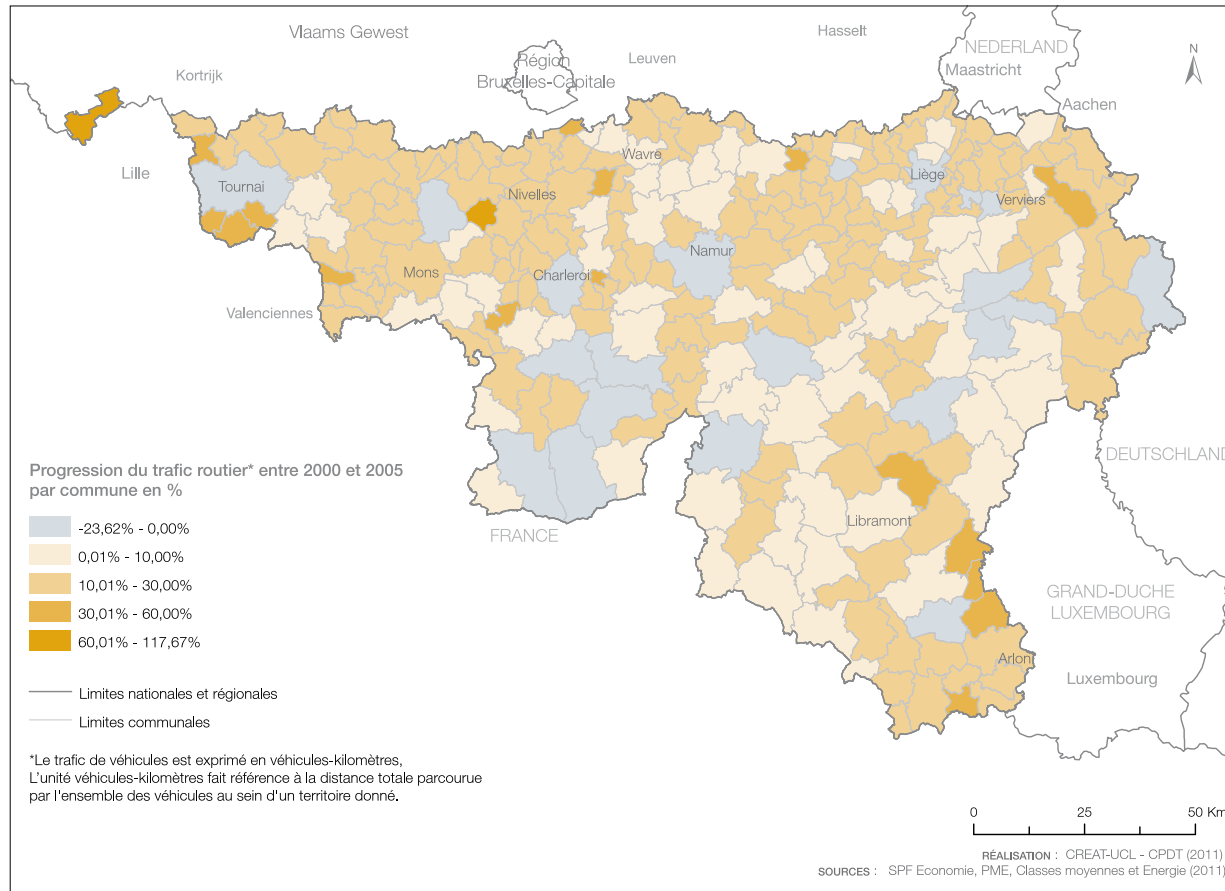 Vlaams Gewest
Hasselt
NEDERLAND
Maastricht
Région
Bruxelles-Capitale
Leuven
Kortrijk
N
Aachen
Lille
Wavre
Tournai
Liège
Nivelles
Verviers
Namur
Mons
Charleroi
Valenciennes
DEUTSCHLAND
Progression du trafic routier* entre 2000 et 2005
par commune en %
-23,62% - 0,00%
0,01% - 10,00%
10,01% - 30,00%
30,01% - 60,00%
60,01% - 117,67%
FRANCE
Libramont
GRAND-DUCHE
LUXEMBOURG
Arlon
Luxembourg
Limites nationales et régionales
Limites communales
*Le trafic de véhicules est exprimé en véhicules-kilomètres,
L'unité véhicules-kilomètres fait référence à la distance totale parcourue
par l'ensemble des véhicules au sein d'un territoire donné.
0 25 50 Km
RÉALISATION : CREAT-UCL - CPDT (2011)
SOURCES : SPF Economie, PME, Classes moyennes et Energie (2011)